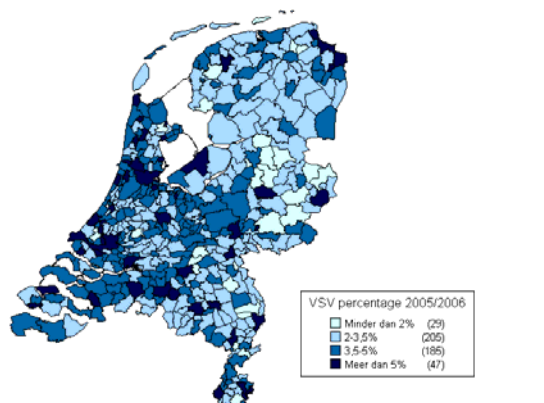 VSV percentage 2005/2006
Minder dan 2% (29)
2-3,5% (205)
3,5-5% (185)
Meer dan 5% (47)